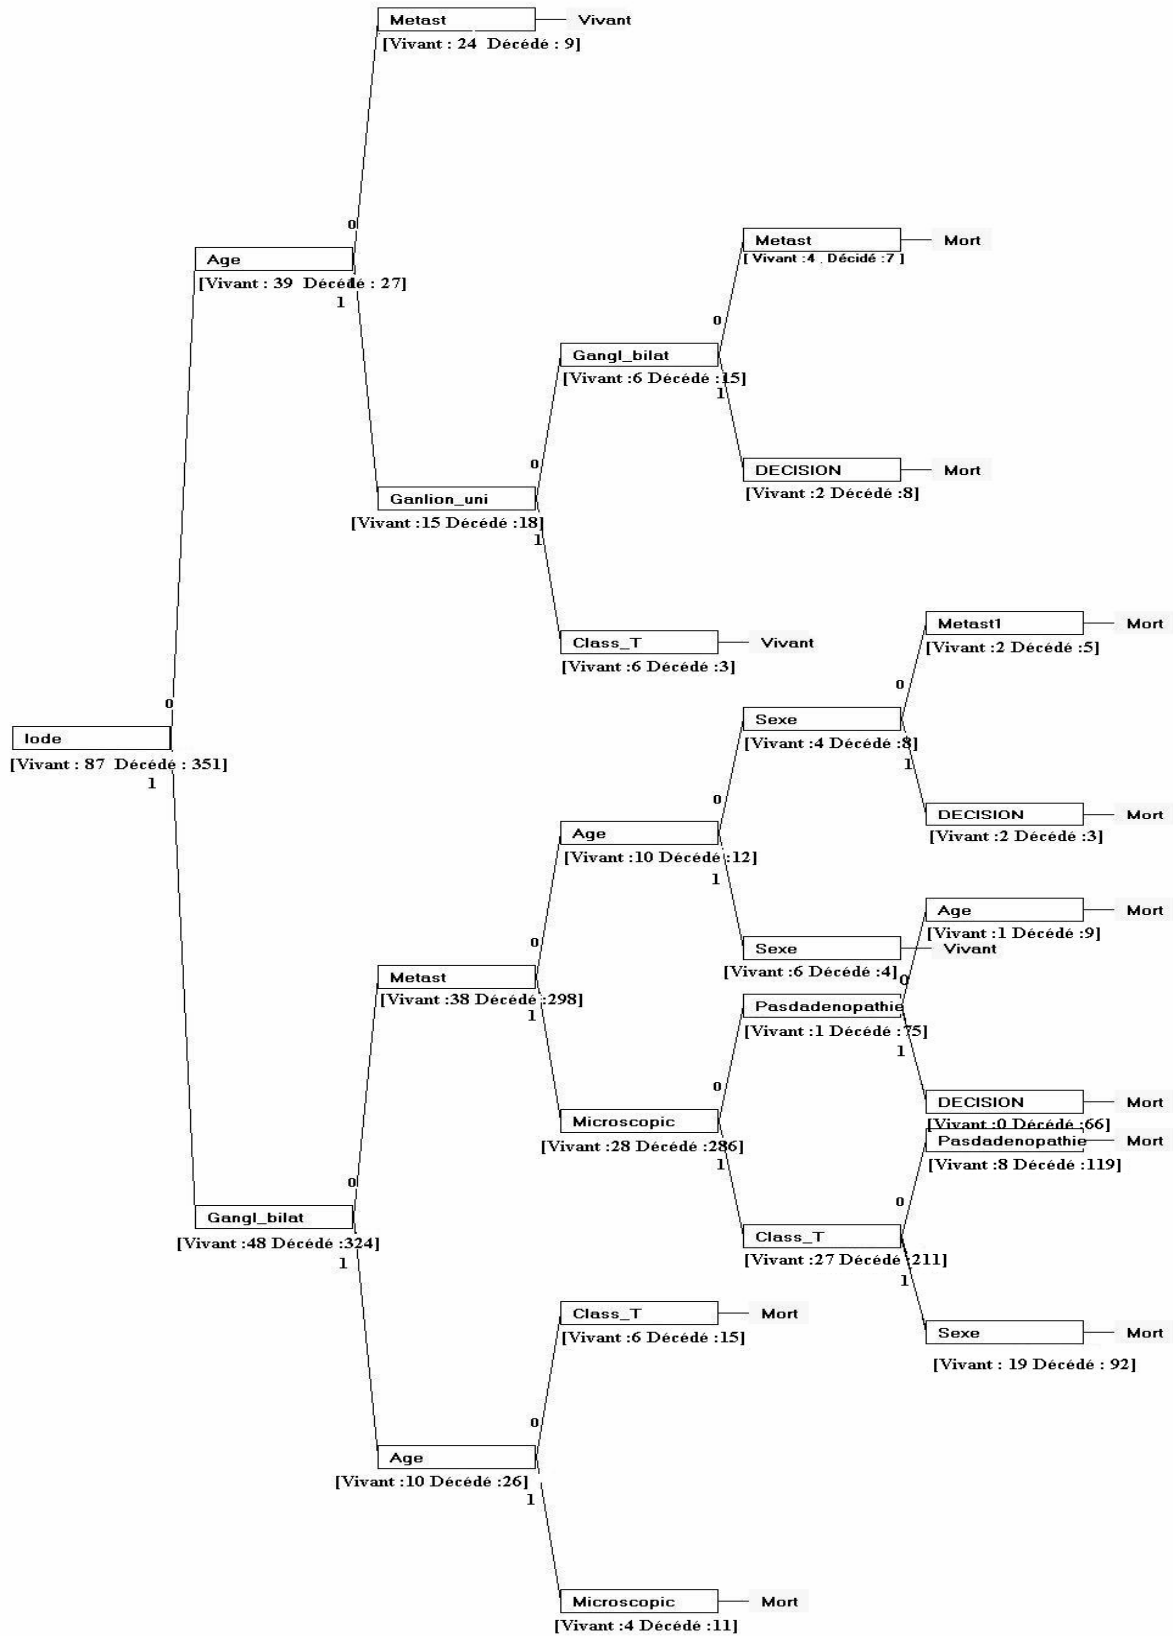 Metast Vivant
[Vivant : 24 Décédé : 9]
0
Age
[Vivant : 39 Décédé : 27]
1
Metast Mort
[ Vivant :4 . Décidé :7 ]
0
Gangl_bilat
[Vivant :6 Décédé :15]
1
0
DECISION Mort
[Vivant :2 Décédé :8]
Ganlion_uni
[Vivant :15 Décédé :18]
1
Class_T Vivant
[Vivant :6 Décédé :3]
Metast1 Mort
[Vivant :2 Décédé :5]
0
0
Sexe
[Vivant :4 Décédé :8]
1
Iode
[Vivant : 87 Décédé : 351]
1
0
DECISION Mort
[Vivant :2 Décédé :3]
Age
[Vivant :10 Décédé :12]
1
Age Mort
[Vivant :1 Décédé :9]
0
Sexe Vivant
[Vivant :6 Décédé :4]
0
Metast
[Vivant :38 Décédé :298]
1
Pasdadenopathie
[Vivant :1 Décédé :75]
1
0
DECISION Mort
[Vivant :0 Décédé :66]
Microscopic
[Vivant :28 Décédé :286]
1
Pasdadenopathie Mort
[Vivant :8 Décédé :119]
0
0
Gangl_bilat
[Vivant :48 Décédé :324]
1
Class_T
[Vivant :27 Décédé :211]
1
Class_T Mort
[Vivant :6 Décédé :15]
Sexe Mort
[Vivant : 19 Décédé : 92]
0
Age
[Vivant :10 Décédé :26]
1
Microscopic Mort
[Vivant :4 Décédé :11]